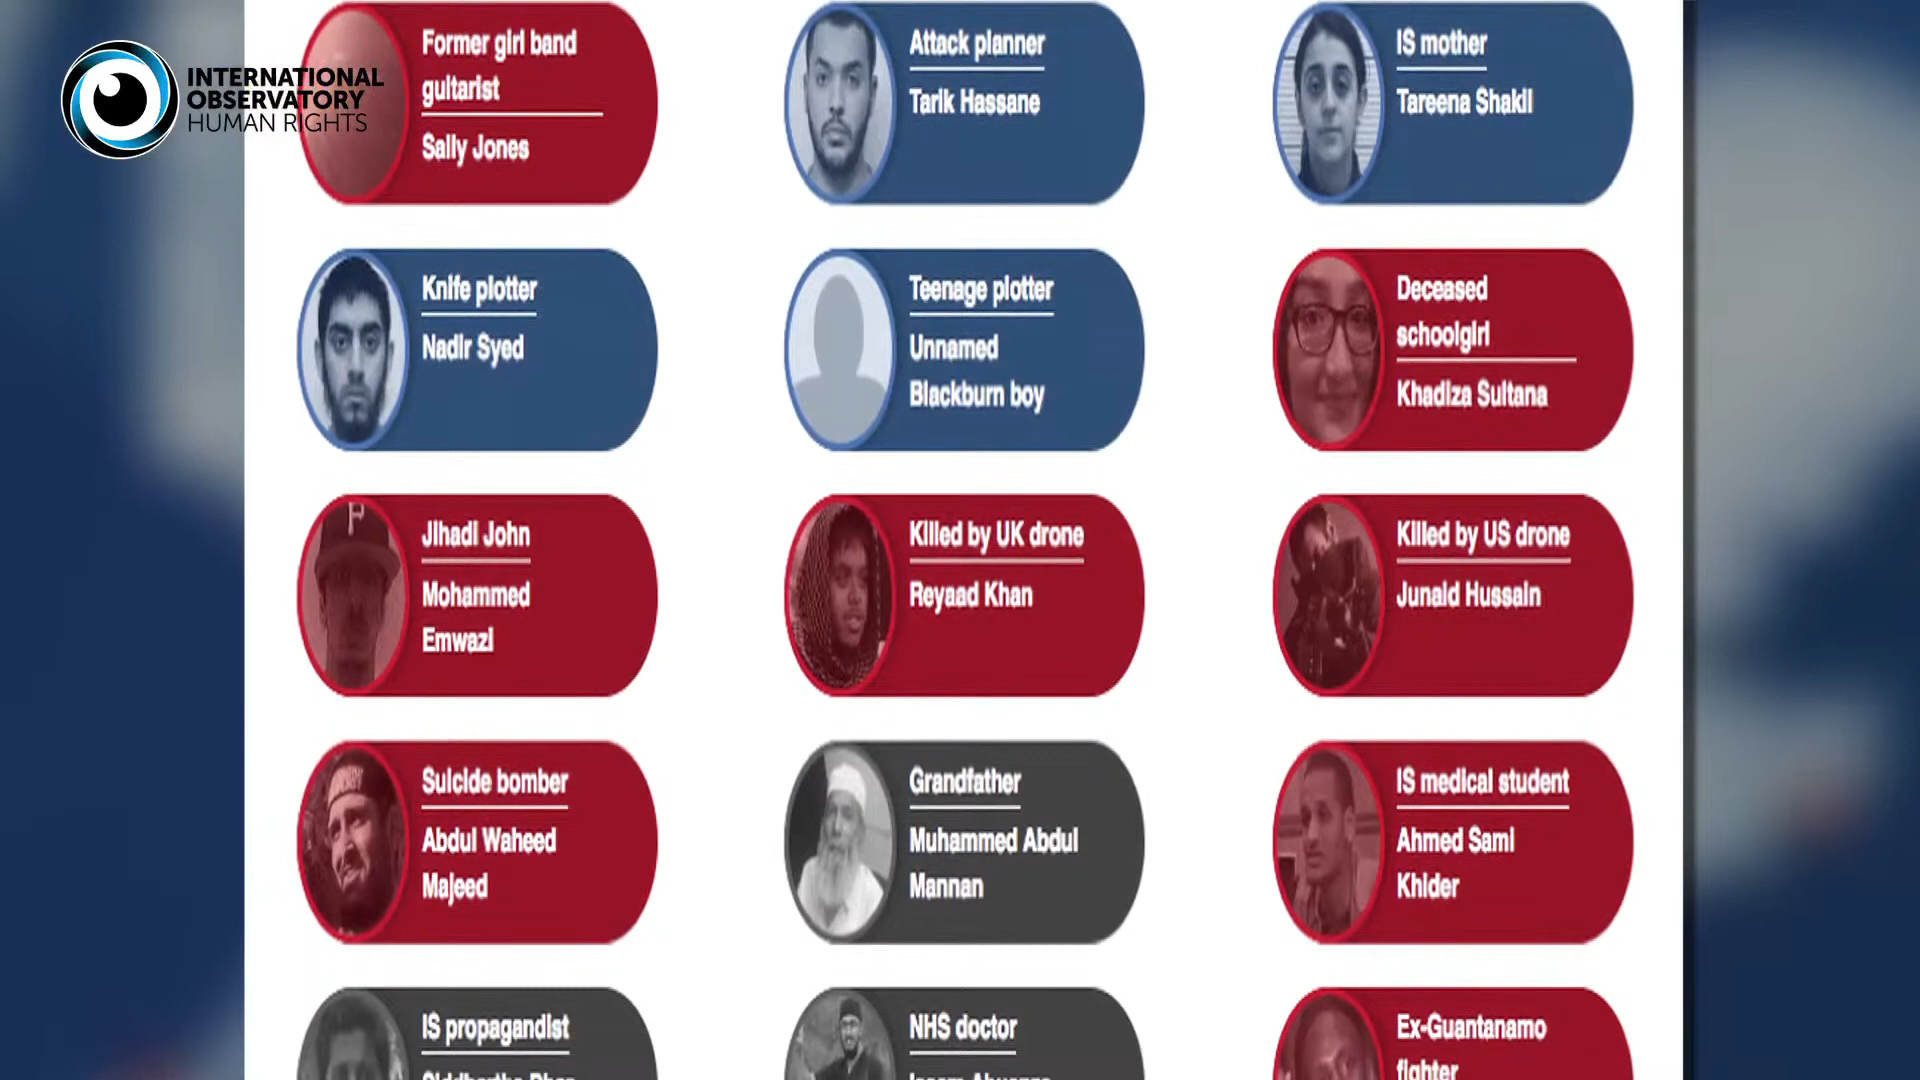 INTERNATIONAL
OBSERVATORY
HUMAN RIGHTS
Former girl band
guitarist
Sally Jones
Attack planner
Tarik Hassane
IS mother
Tareena Shakil
Knife plotter
Nadir Syed
Teenage plotter
Unnamed
Blackburn boy
Deceased
schoolgirl
Khadiza Sultana
Jihadi John
Mohammed
Emwazi
Killed by UK drone
Reyaad Khan
Killed by US drone
Junaid Hussain
Suicide bomber
Abdul Waheed
Majeed
Grandfather
Muhammed Abdul
Mannan
IS medical student
Ahmed Sami
Khider
IS propagandist
NHS doctor
Ex-Guantanamo
fighter